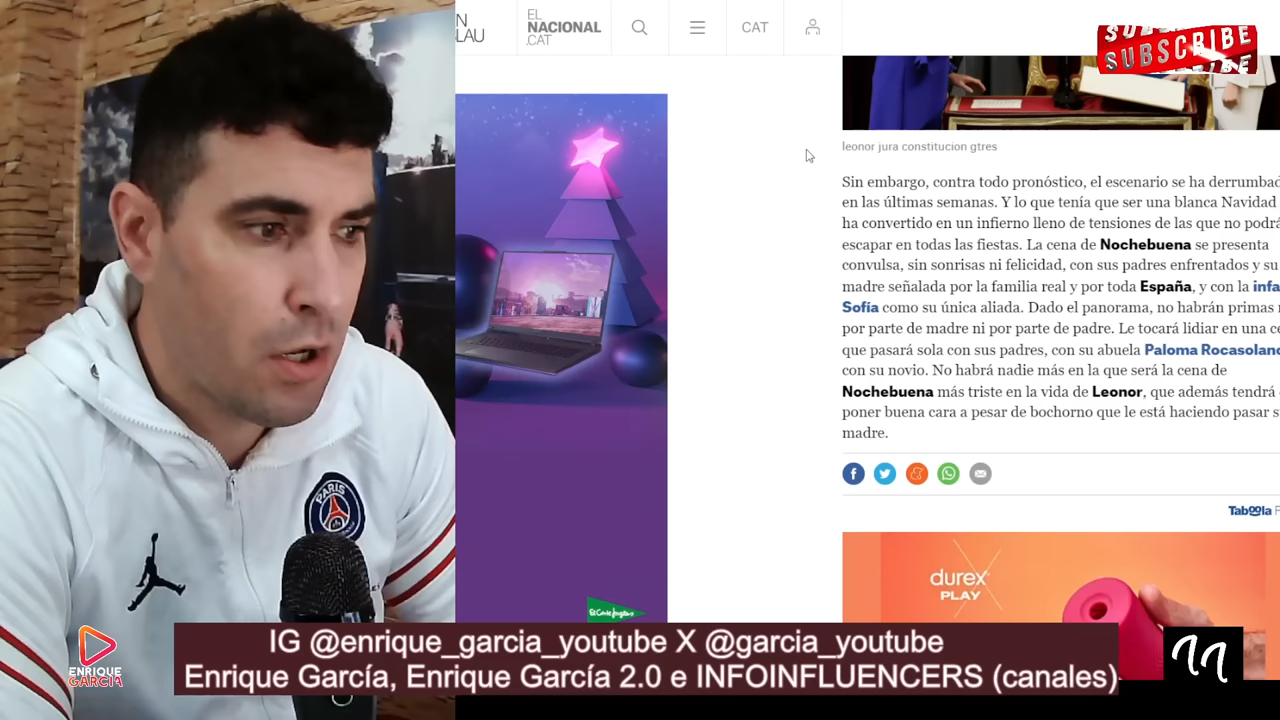 N
LAU
EL
NACIONAL
.CAT
CAT
SUBSCRIBE
leonor jura constitucion gtres
Sin embargo, contra todo pronóstico, el escenario se ha derrumbad
en las últimas semanas. Y lo que tenía que ser una blanca Navidad
ha convertido en un infierno lleno de tensiones de las que no podrá
escapar en todas las fiestas. La cena de Nochebuena se presenta
convulsa, sin sonrisas ni felicidad, con sus padres enfrentados y su
madre señalada por la familia real y por toda España, y con la infa
Sofía como su única aliada. Dado el panorama, no habrán primas
por parte de madre ni por parte de padre. Le tocará lidiar en una c
que pasará sola con sus padres, con su abuela Paloma Rocasolan
con su novio. No habrá nadie más en la que será la cena de
Nochebuena más triste en la vida de Leonor, que además tendrá
poner buena cara a pesar de bochorno que le está haciendo pasar s
madre.
Taboola
durex
PLAY
El Corte Inglés
PARIS
IG @enrique_garcia_youtube X @garcia_youtube
Enrique García, Enrique García 2.0 e INFOINFLUENCERS (canales)
ENRIQUE
GARCÍA